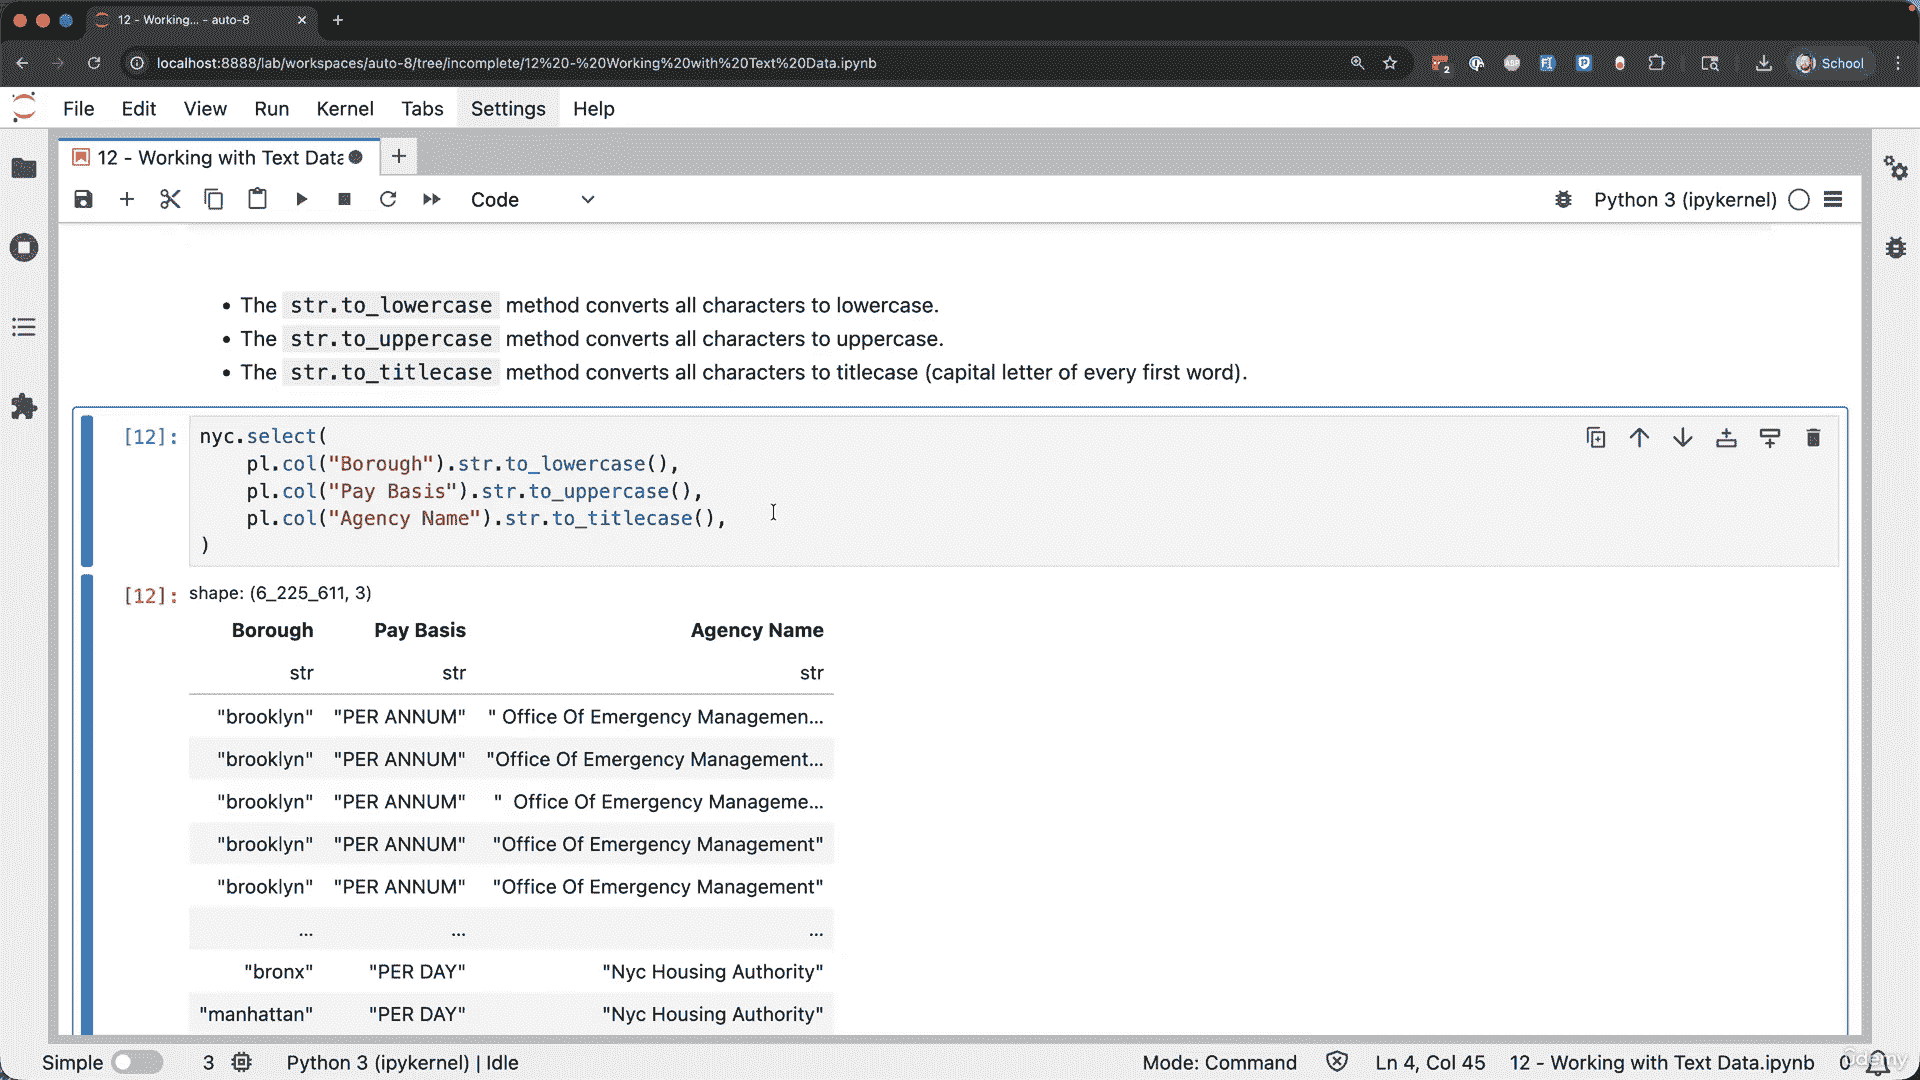 12 - Working... - auto-8
localhost:8888/lab/workspaces/auto-8/tree/incomplete/12%20-%20Working%20with%20Text%20Data.ipynb
2
ABP
School
File Edit View Run Kernel Tabs Settings Help
12 - Working with Text Data
Code
Python 3 (ipykernel)
• The str.to_lowercase method converts all characters to lowercase.
• The str.to_uppercase method converts all characters to uppercase.
• The str.to_titlecase method converts all characters to titlecase (capital letter of every first word).
[12]: nyc.select(
pl.col("Borough").str.to_lowercase(),
pl.col("Pay Basis").str.to_uppercase(),
pl.col("Agency Name").str.to_titlecase(),
)
[12]: shape: (6_225_611, 3)
Borough Pay Basis Agency Name
str str str
"brooklyn" "PER ANNUM" " Office Of Emergency Managemen...
"brooklyn" "PER ANNUM" "Office Of Emergency Management...
"brooklyn" "PER ANNUM" "  Office Of Emergency Manageme...
"brooklyn" "PER ANNUM" "Office Of Emergency Management"
"brooklyn" "PER ANNUM" "Office Of Emergency Management"
... ... ...
"bronx" "PER DAY" "Nyc Housing Authority"
"manhattan" "PER DAY" "Nyc Housing Authority"
Simple 3 Python 3 (ipykernel) | Idle Mode: Command Ln 4, Col 45 12 - Working with Text Data.ipynb 0
Udemy